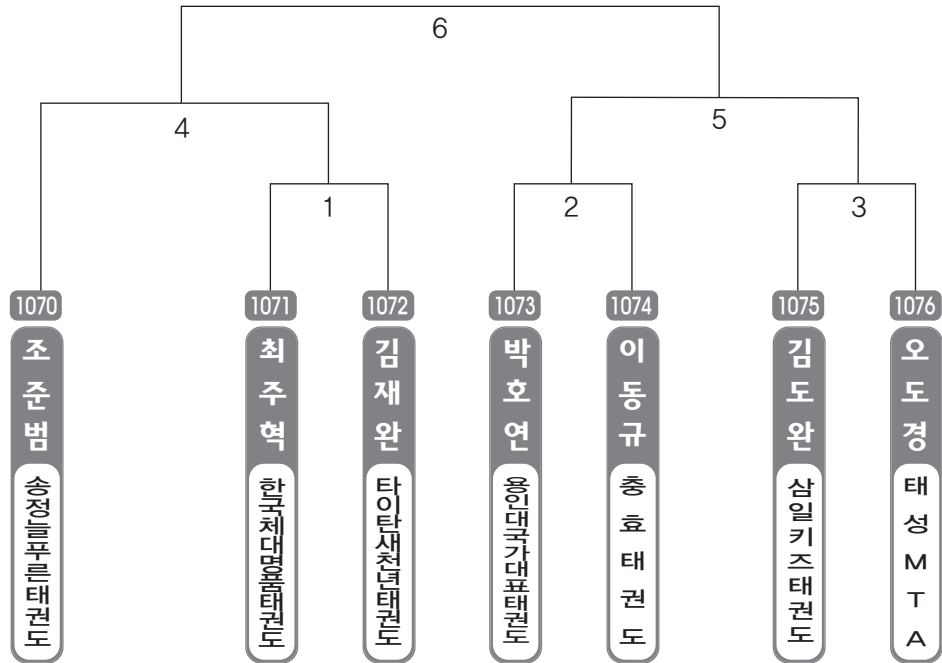 6
4
5
1
2
3
1070
조준범
송정늘푸른태권도
1071
최주혁
한국체대명품태권도
1072
김재완
타이탄새천년태권도
1073
박호연
용인대국가대표태권도
1074
이동규
충효태권도
1075
김도완
삼일키즈태권도
1076
오도경
태성MTA